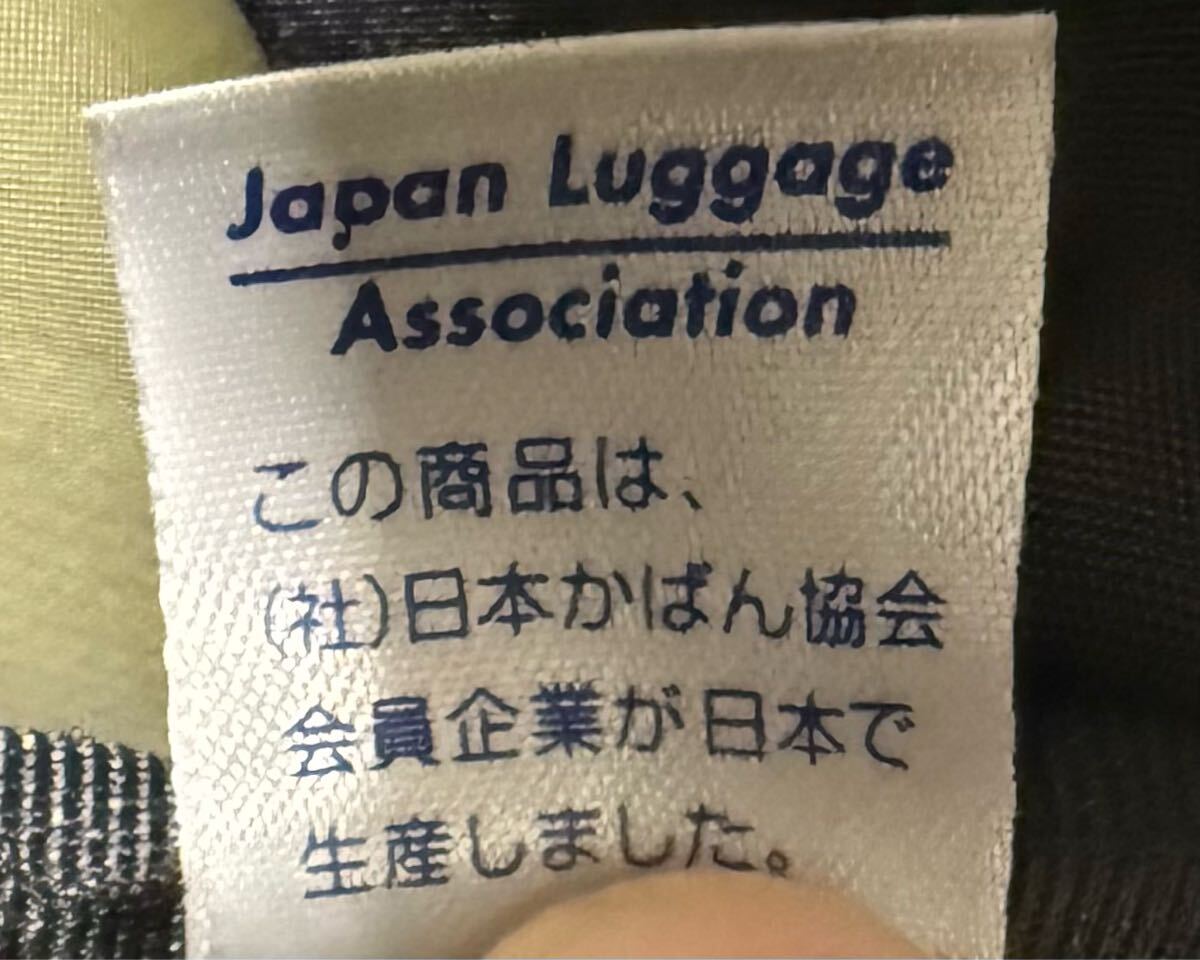 Japan Luggage
Association
この商品は、
(社)日本かばん協会
会員企業が日本で
生産しました。